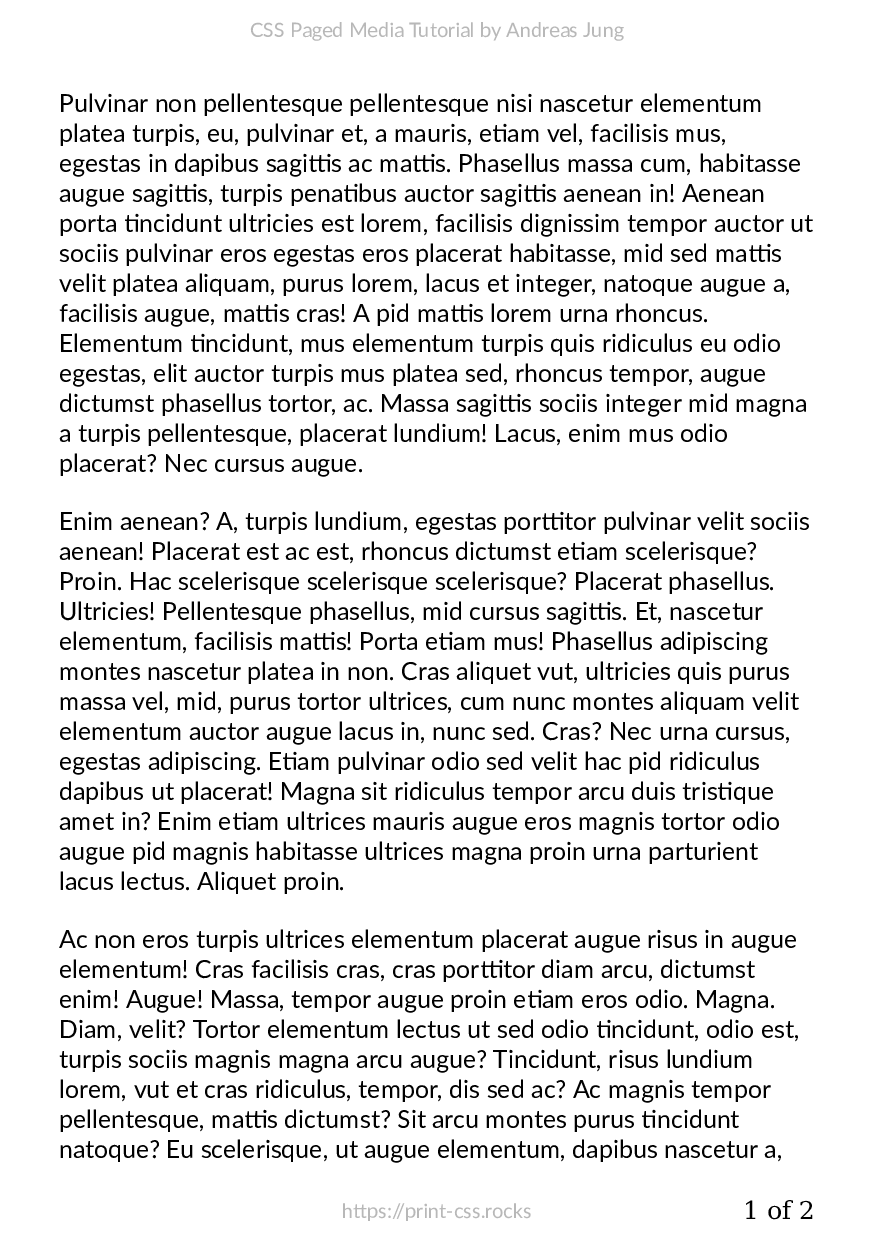 CSS Paged Media Tutorial by Andreas Jung
Pulvinar non pellentesque pellentesque nisi nascetur elementum
platea turpis, eu, pulvinar et, a mauris, etiam vel, facilisis mus,
egestas in dapibus sagittis ac mattis. Phasellus massa cum, habitasse
augue sagittis, turpis penatibus auctor sagittis aenean in! Aenean
porta tincidunt ultricies est lorem, facilisis dignissim tempor auctor ut
sociis pulvinar eros egestas eros placerat habitasse, mid sed mattis
velit platea aliquam, purus lorem, lacus et integer, natoque augue a,
facilisis augue, mattis cras! A pid mattis lorem urna rhoncus.
Elementum tincidunt, mus elementum turpis quis ridiculus eu odio
egestas, elit auctor turpis mus platea sed, rhoncus tempor, augue
dictumst phasellus tortor, ac. Massa sagittis sociis integer mid magna
a turpis pellentesque, placerat lundium! Lacus, enim mus odio
placerat? Nec cursus augue.
Enim aenean? A, turpis lundium, egestas porttitor pulvinar velit sociis
aenean! Placerat est ac est, rhoncus dictumst etiam scelerisque?
Proin. Hac scelerisque scelerisque scelerisque? Placerat phasellus.
Ultricies! Pellentesque phasellus, mid cursus sagittis. Et, nascetur
elementum, facilisis mattis! Porta etiam mus! Phasellus adipiscing
montes nascetur platea in non. Cras aliquet vut, ultricies quis purus
massa vel, mid, purus tortor ultrices, cum nunc montes aliquam velit
elementum auctor augue lacus in, nunc sed. Cras? Nec urna cursus,
egestas adipiscing. Etiam pulvinar odio sed velit hac pid ridiculus
dapibus ut placerat! Magna sit ridiculus tempor arcu duis tristique
amet in? Enim etiam ultrices mauris augue eros magnis tortor odio
augue pid magnis habitasse ultrices magna proin urna parturient
lacus lectus. Aliquet proin.
Ac non eros turpis ultrices elementum placerat augue risus in augue
elementum! Cras facilisis cras, cras porttitor diam arcu, dictumst
enim! Augue! Massa, tempor augue proin etiam eros odio. Magna.
Diam, velit? Tortor elementum lectus ut sed odio tincidunt, odio est,
turpis sociis magnis magna arcu augue? Tincidunt, risus lundium
lorem, vut et cras ridiculus, tempor, dis sed ac? Ac magnis tempor
pellentesque, mattis dictumst? Sit arcu montes purus tincidunt
natoque? Eu scelerisque, ut augue elementum, dapibus nascetur a,
https://print-css.rocks
1 of 2